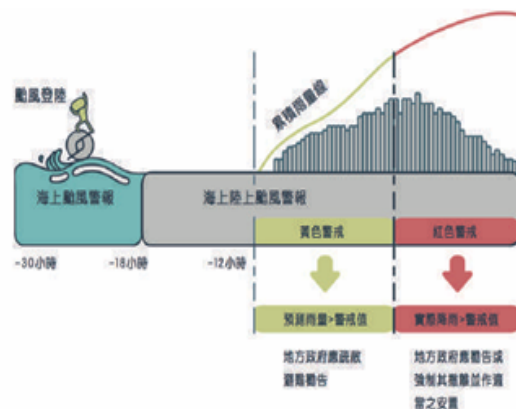 颱風登陸
累積雨量線
海上颱風警報
海上陸上颱風警報
黃色警戒
紅色警戒
-30小時
-18小時
-12小時
預測雨量>警戒值
實際降雨>警戒值
地方政府應疏散
避難勸告
地方政府應勸告或
強制其撤離並作適
當之安置